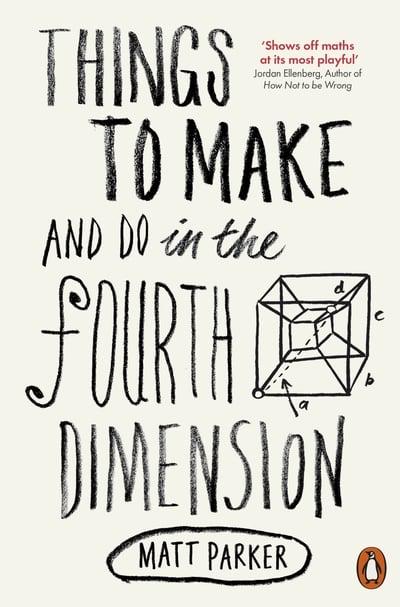 THINGS
'Shows off maths
at its most playful'
Jordan Ellenberg, Author of
How Not to be Wrong
TO MAKE
AND DO in the
fOURTH
DIMENSION
d
c
b
a
MATT PARKER